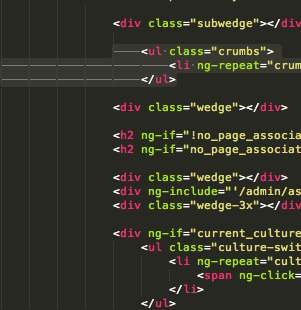 <div class="subwedge"></div>
<ul class="crumbs">
<li ng-repeat="crum
</ul>
<div class="wedge"></div>
<h2 ng-if="!no_page_associa
<h2 ng-if="no_page_associat
<div class="wedge"></div>
<div ng-include="'/admin/as
<div class="wedge-3x"></div
<div ng-if="current_culture
<ul class="culture-swit
<li ng-repeat="cult
<span ng-click=
</li>
</ul>